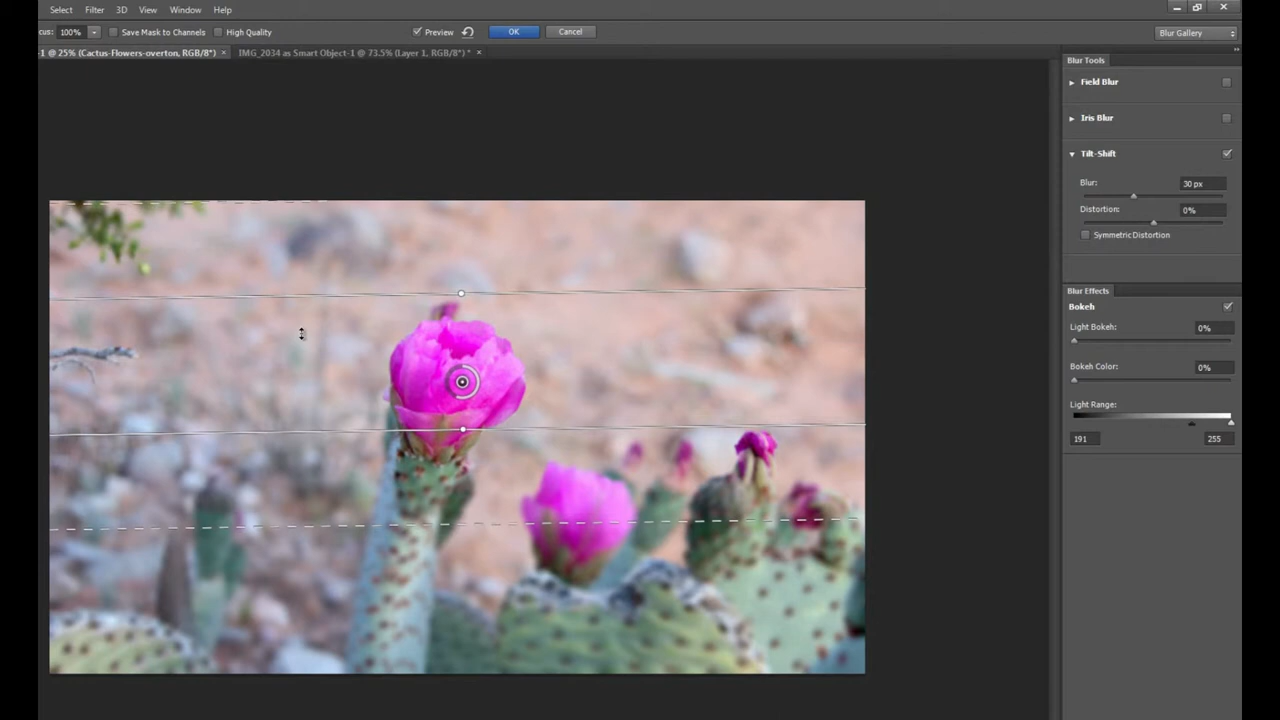 Select Filter 3D View Window Help
cus: 100% Save Mask to Channels High Quality Preview OK Cancel Blur Gallery
-1 @ 25% (Cactus-Flowers-overton, RGB/8*) × IMG_2034 as Smart Object-1 @ 73.5% (Layer 1, RGB/8*) * ×
Blur Tools
Field Blur
Iris Blur
Tilt-Shift
Blur: 30 px
Distortion: 0%
Symmetric Distortion
Blur Effects
Bokeh
Light Bokeh: 0%
Bokeh Color: 0%
Light Range:
191 255